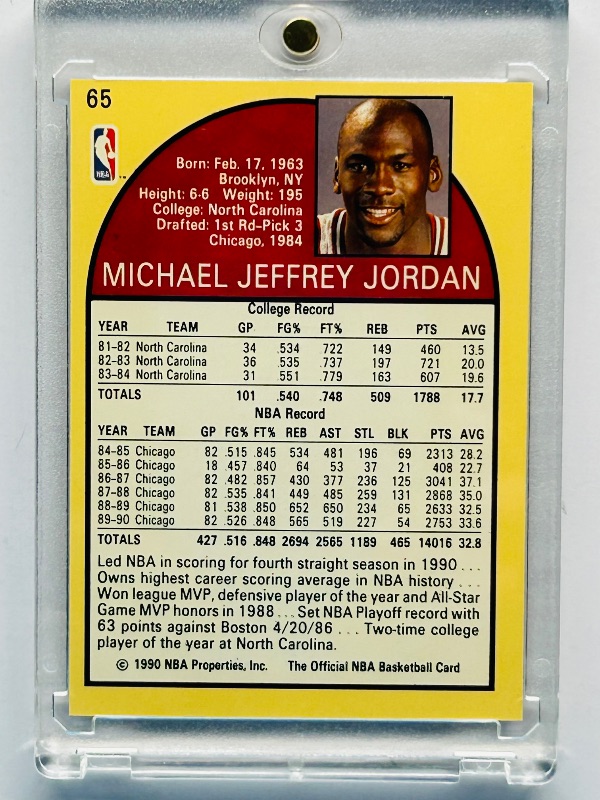 65
NBA
Born: Feb. 17, 1963
Brooklyn, NY
Height: 6-6 Weight: 195
College: North Carolina
Drafted: 1st Rd-Pick 3
Chicago, 1984
MICHAEL JEFFREY JORDAN
College Record
YEAR TEAM GP FG% FT% REB PTS AVG
81-82 North Carolina 34 .534 .722 149 460 13.5
82-83 North Carolina 36 .535 .737 197 721 20.0
83-84 North Carolina 31 .551 .779 163 607 19.6
TOTALS 101 .540 .748 509 1788 17.7
NBA Record
YEAR TEAM GP FG% FT% REB AST STL BLK PTS AVG
84-85 Chicago 82 .515 .845 534 481 196 69 2313 28.2
85-86 Chicago 18 .457 .840 64 53 37 21 408 22.7
86-87 Chicago 82 .482 .857 430 377 236 125 3041 37.1
87-88 Chicago 82 .535 .841 449 485 259 131 2868 35.0
88-89 Chicago 81 .538 .850 652 650 234 65 2633 32.5
89-90 Chicago 82 .526 .848 565 519 227 54 2753 33.6
TOTALS 427 .516 .848 2694 2565 1189 465 14016 32.8
Led NBA in scoring for fourth straight season in 1990 ...
Owns highest career scoring average in NBA history ...
Won league MVP, defensive player of the year and All-Star
Game MVP honors in 1988 ... Set NBA Playoff record with
63 points against Boston 4/20/86 ... Two-time college
player of the year at North Carolina.
© 1990 NBA Properties, Inc. The Official NBA Basketball Card